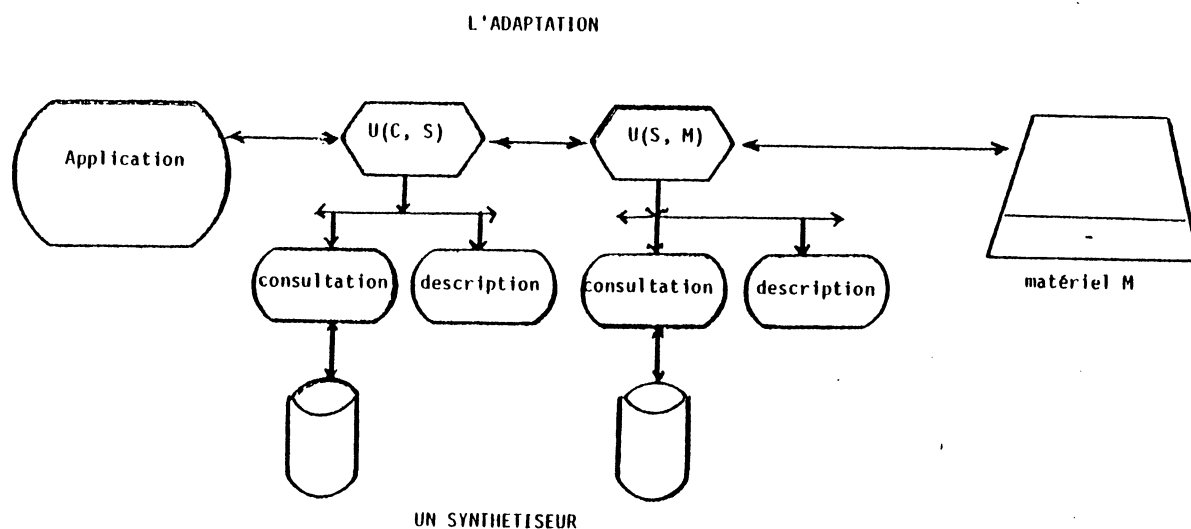 L'ADAPTATION
Application
U(C, S)
U(S, M)
consultation
description
consultation
description
matériel M
UN SYNTHETISEUR